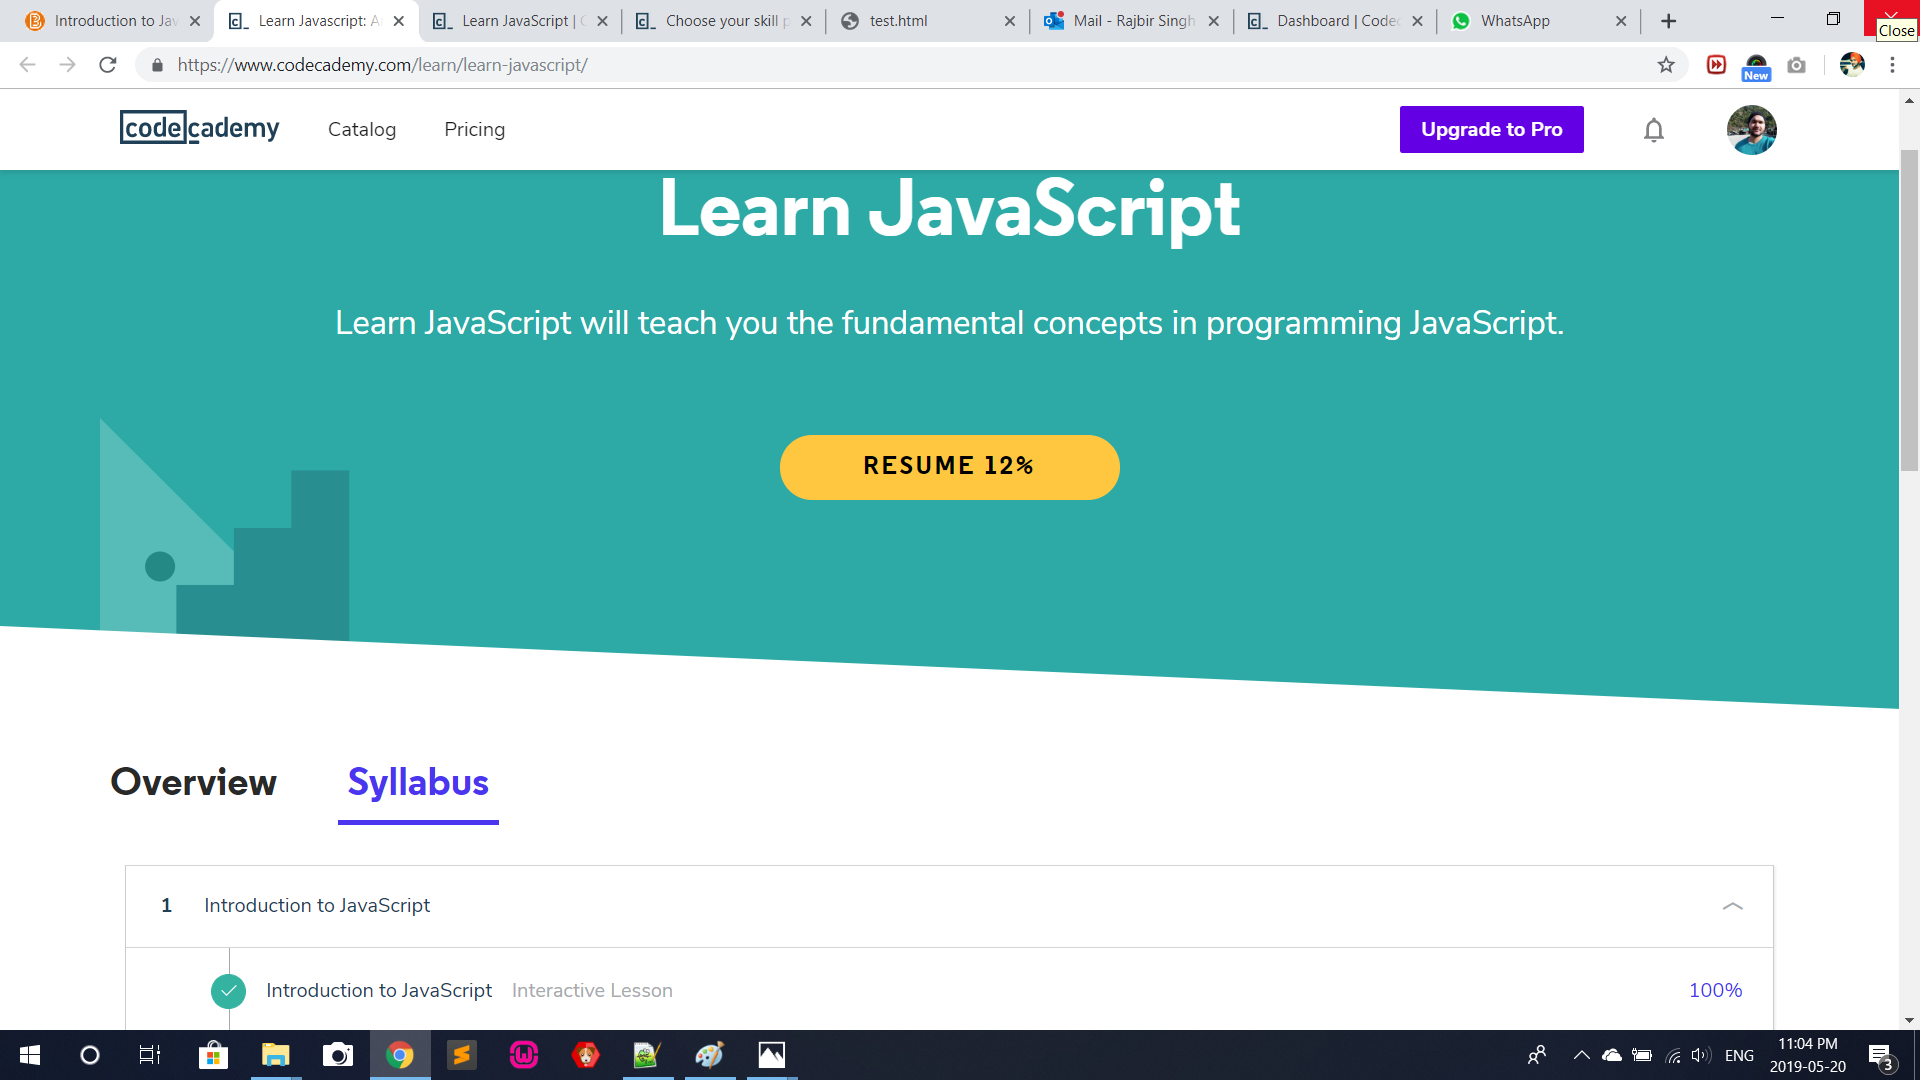 Introduction to Jav
Learn Javascript: A
Learn JavaScript | C
Choose your skill p
test.html
Mail - Rajbir Singh
Dashboard | Codec
WhatsApp
Close
https://www.codecademy.com/learn/learn-javascript/
New
codecademy
Catalog
Pricing
Upgrade to Pro
Learn JavaScript
Learn JavaScript will teach you the fundamental concepts in programming JavaScript.
RESUME 12%
Overview
Syllabus
1 Introduction to JavaScript
Introduction to JavaScript Interactive Lesson 100%
ENG
11:04 PM
2019-05-20
3